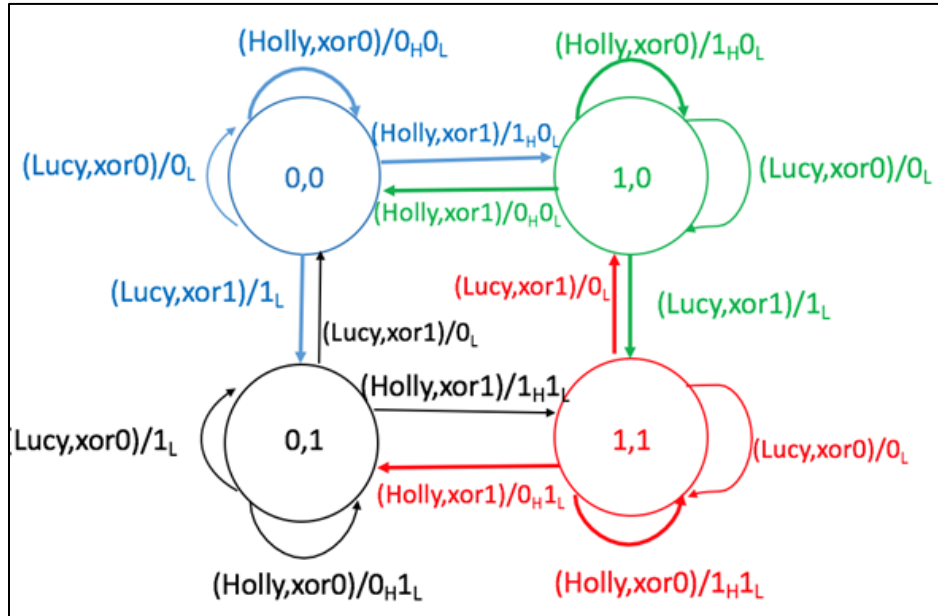 (Holly,xor0)/0H0L
(Holly,xor0)/1H0L
(Holly,xor1)/1H0L
(Lucy,xor0)/0L
0,0
1,0
(Lucy,xor0)/0L
(Holly,xor1)/0H0L
(Lucy,xor1)/1L
(Lucy,xor1)/0L
(Lucy,xor1)/1L
(Lucy,xor1)/0L
(Holly,xor1)/1H1L
(Lucy,xor0)/1L
0,1
1,1
(Lucy,xor0)/0L
(Holly,xor1)/0H1L
(Holly,xor0)/0H1L
(Holly,xor0)/1H1L